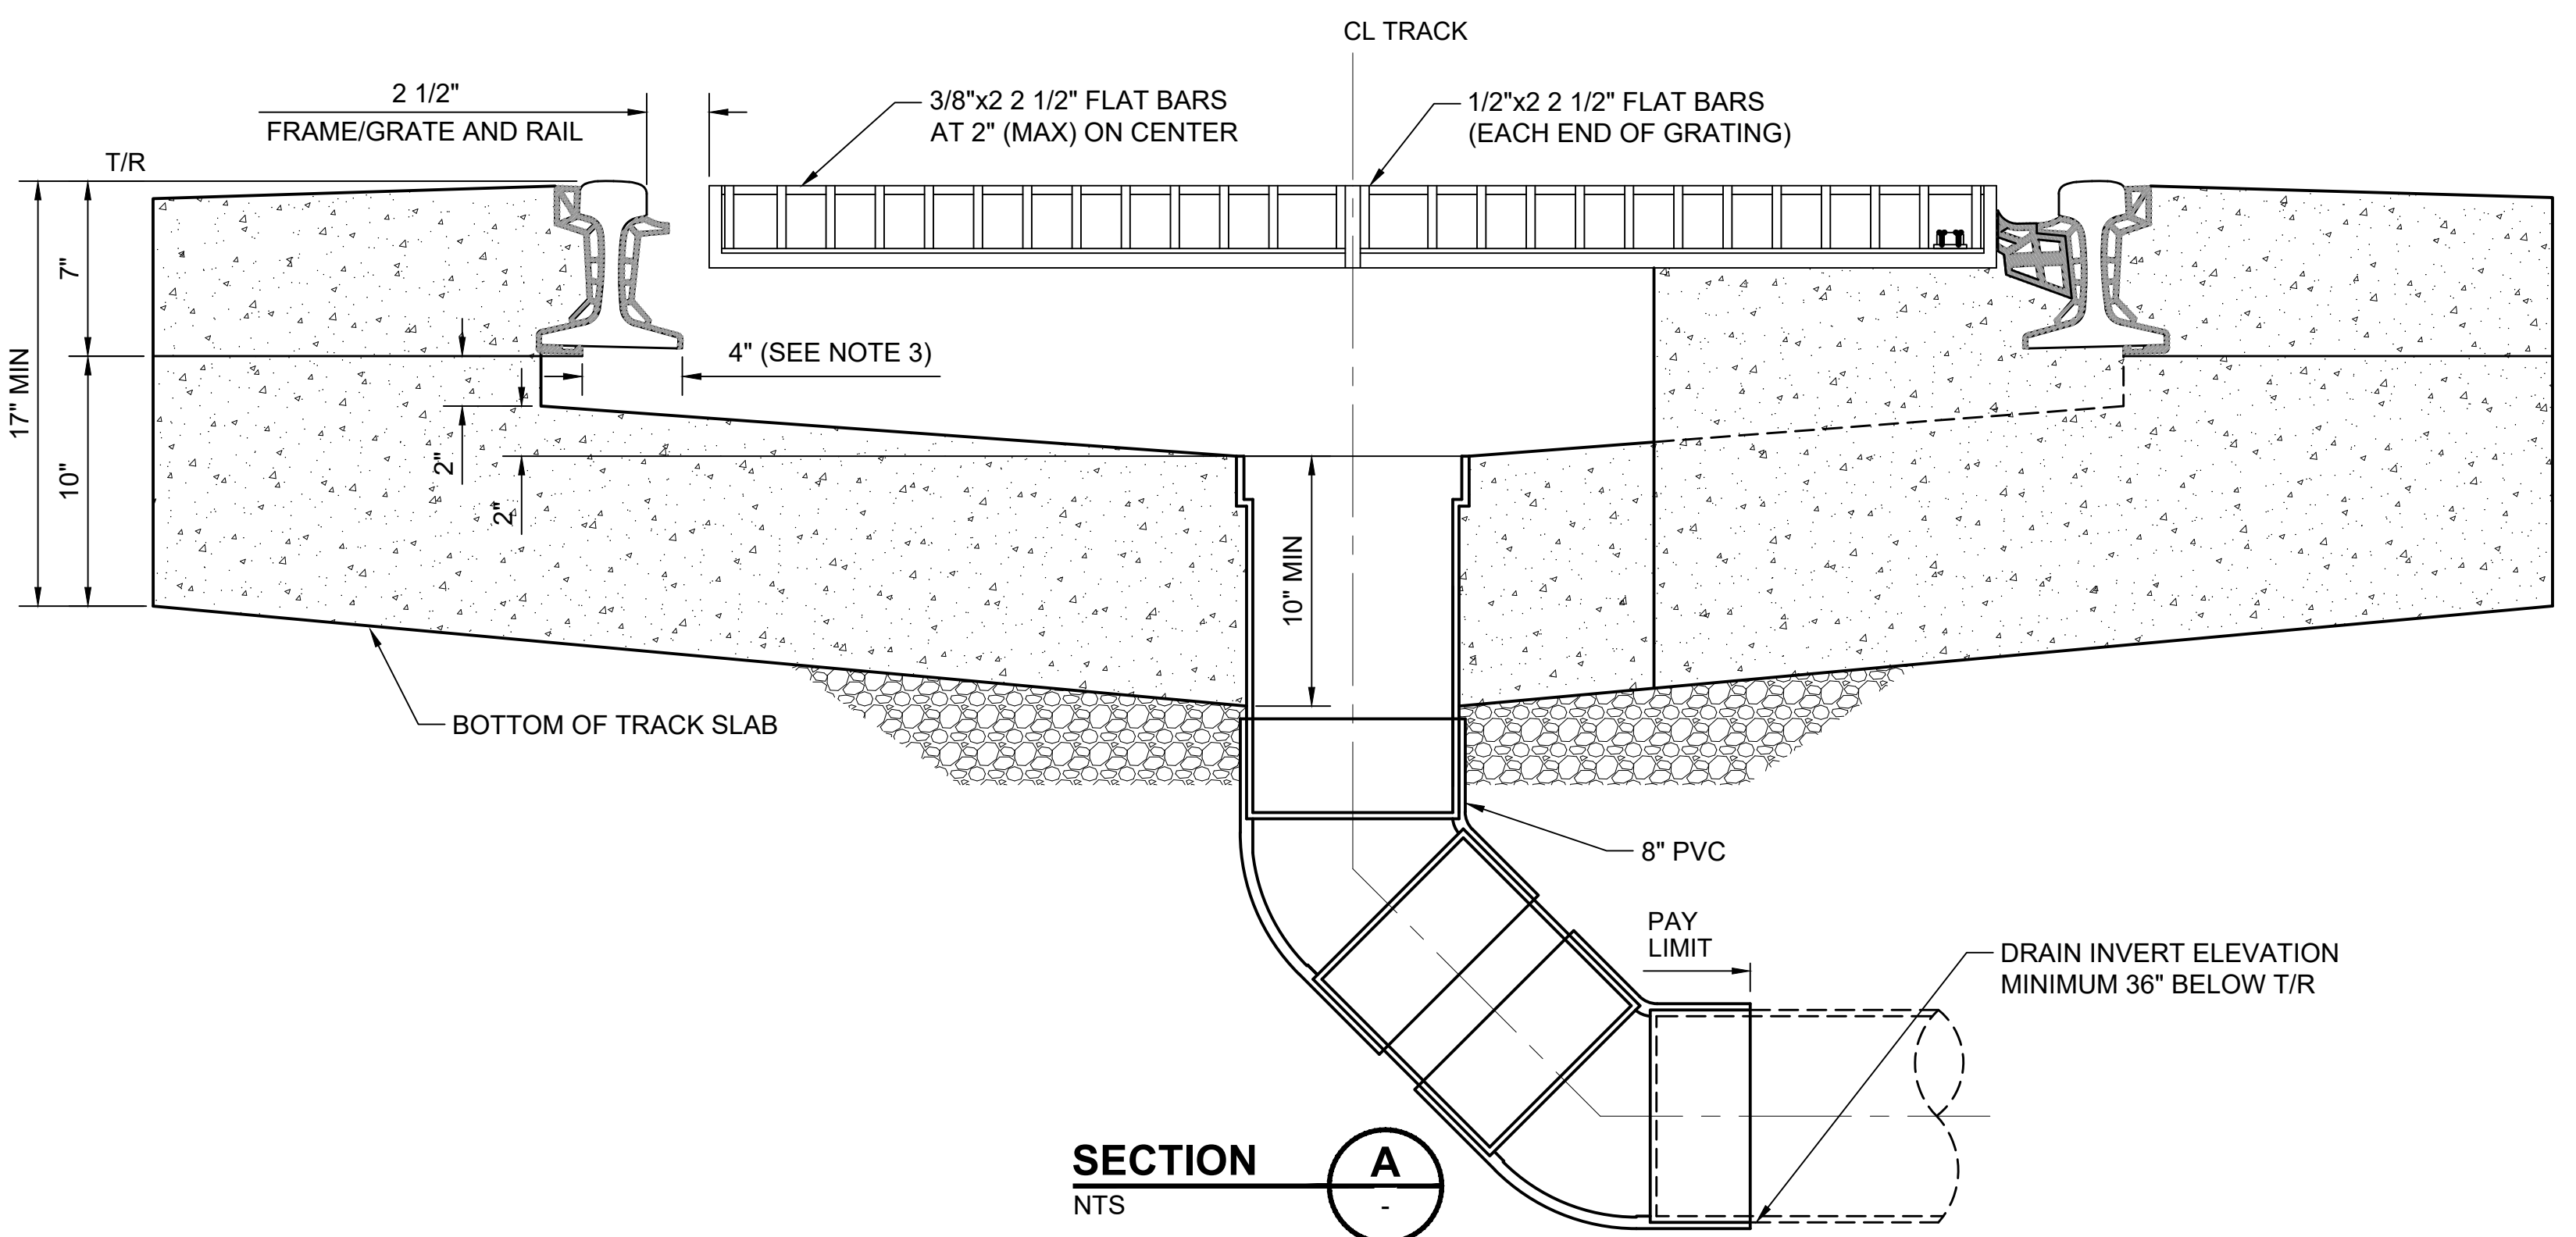 CL TRACK
2 1/2"
FRAME/GRATE AND RAIL
3/8"x2 2 1/2" FLAT BARS
AT 2" (MAX) ON CENTER
1/2"x2 2 1/2" FLAT BARS
(EACH END OF GRATING)
T/R
7"
17" MIN
10"
4" (SEE NOTE 3)
2"
2"
10" MIN
BOTTOM OF TRACK SLAB
8" PVC
PAY
LIMIT
DRAIN INVERT ELEVATION
MINIMUM 36" BELOW T/R
SECTION
A
NTS
-